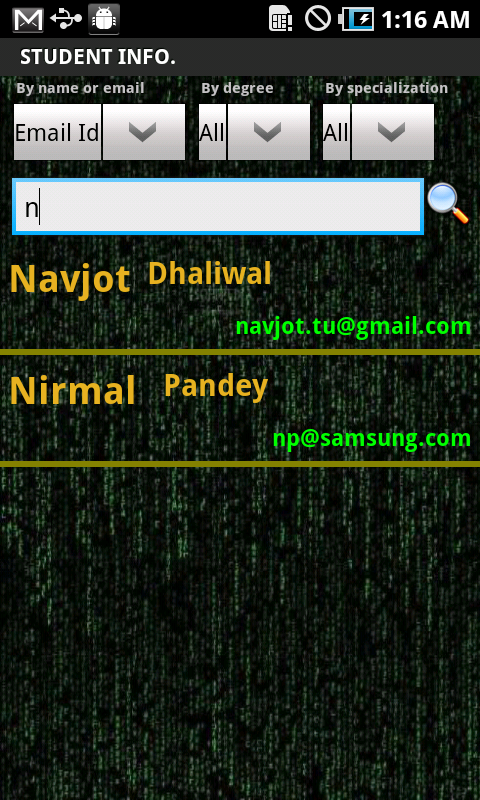 1:16 AM
STUDENT INFO.
By name or email By degree By specialization
Email Id All All
n
Navjot Dhaliwal
navjot.tu@gmail.com
Nirmal Pandey
np@samsung.com